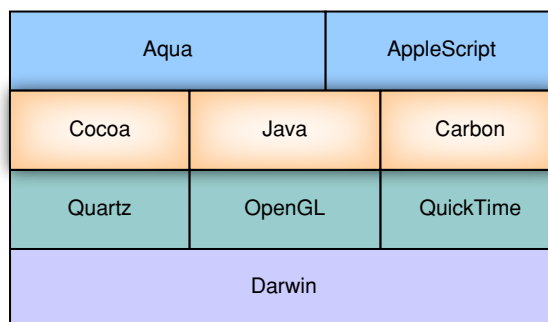 Aqua AppleScript
Cocoa Java Carbon
Quartz OpenGL QuickTime
Darwin